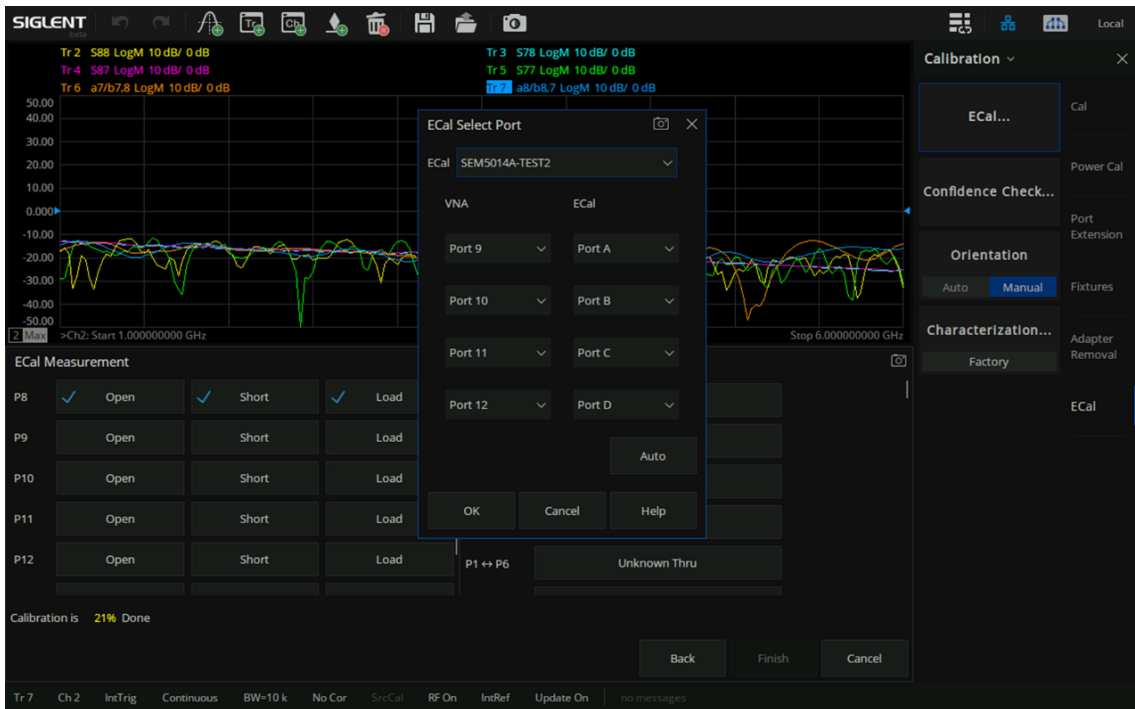 SIGLENT
beta
Tr
Ch
Local
Tr 2 S88 LogM 10 dB/ 0 dB
Tr 3 S78 LogM 10 dB/ 0 dB
Tr 4 S87 LogM 10 dB/ 0 dB
Tr 5 S77 LogM 10 dB/ 0 dB
Tr 6 a7/b7,8 LogM 10 dB/ 0 dB
Tr 7 a8/b8,7 LogM 10 dB/ 0 dB
50.00
40.00
30.00
20.00
10.00
0.000
-10.00
-20.00
-30.00
-40.00
-50.00
2 Max >Ch2: Start 1.000000000 GHz
Stop 6.000000000 GHz
ECal Select Port
ECal SEM5014A-TEST2
VNA ECal
Port 9 Port A
Port 10 Port B
Port 11 Port C
Port 12 Port D
Auto
OK Cancel Help
ECal Measurement
P8 Open Short Load
P9 Open Short Load
P10 Open Short Load
P11 Open Short Load
P12 Open Short Load
P1 ↔ P6 Unknown Thru
Calibration is 21% Done
Back Finish Cancel
Calibration
ECal...
Confidence Check...
Orientation
Auto Manual
Characterization...
Factory
Cal
Power Cal
Port
Extension
Fixtures
Adapter
Removal
ECal
Tr 7 Ch 2 IntTrig Continuous BW=10 k No Cor SrcCal RF On IntRef Update On no messages